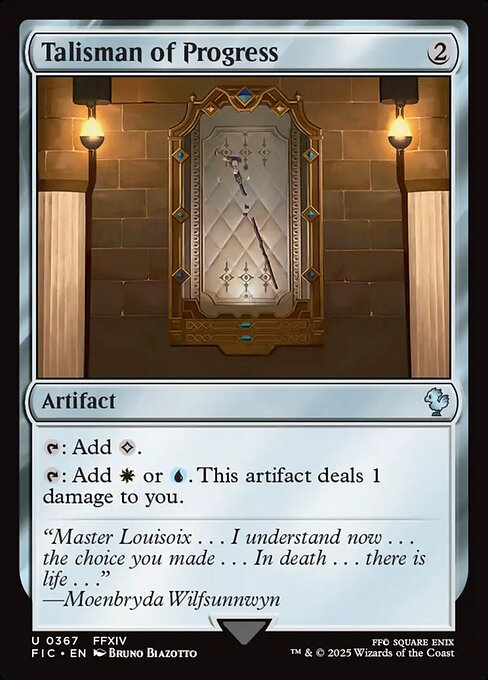 Talisman of Progress 2
Artifact
: Add .
: Add or . This artifact deals 1
damage to you.
“Master Louisoix . . . I understand now . . .
the choice you made . . . In death . . . there is
life . . .”
—Moenbryda Wilfsunnwyn
U 0367 FFXIV
FIC • EN Bruno Biazotto
FF© SQUARE ENIX
™ & © 2025 Wizards of the Coast